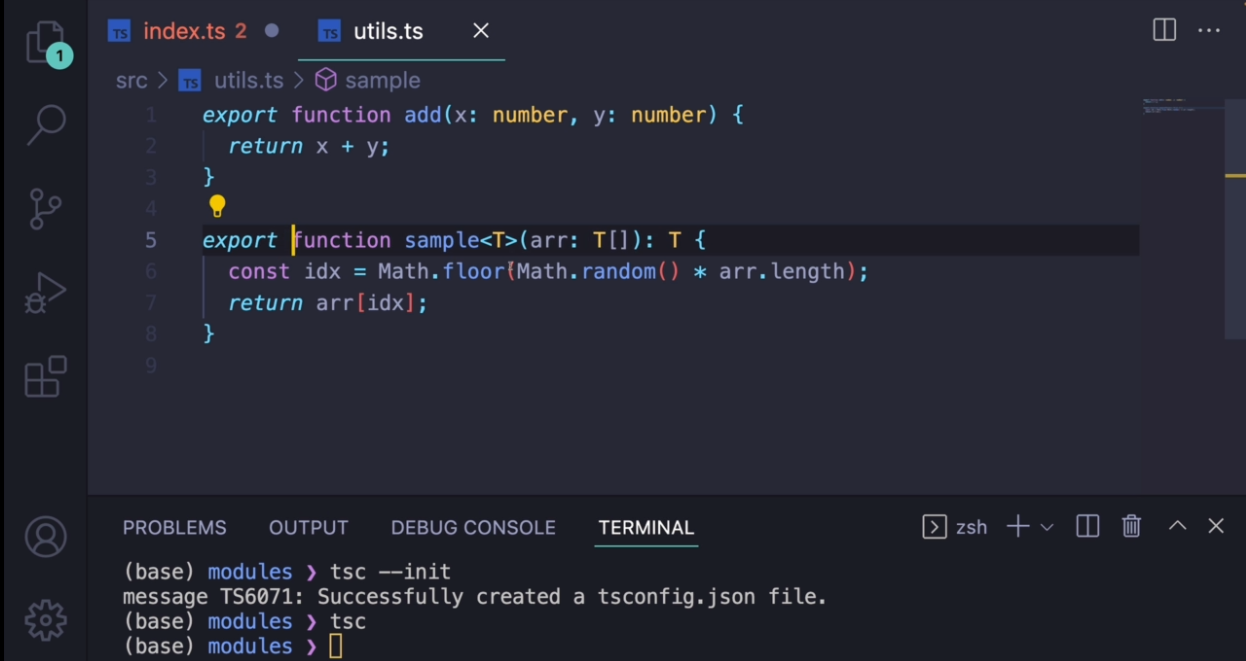 1
TS index.ts 2 TS utils.ts
src > TS utils.ts > sample
1 export function add(x: number, y: number) {
2 return x + y;
3 }
4
5 export function sample<T>(arr: T[]): T {
6 const idx = Math.floor(Math.random() * arr.length);
7 return arr[idx];
8 }
9
PROBLEMS OUTPUT DEBUG CONSOLE TERMINAL zsh
(base) modules ❯ tsc --init
message TS6071: Successfully created a tsconfig.json file.
(base) modules ❯ tsc
(base) modules ❯